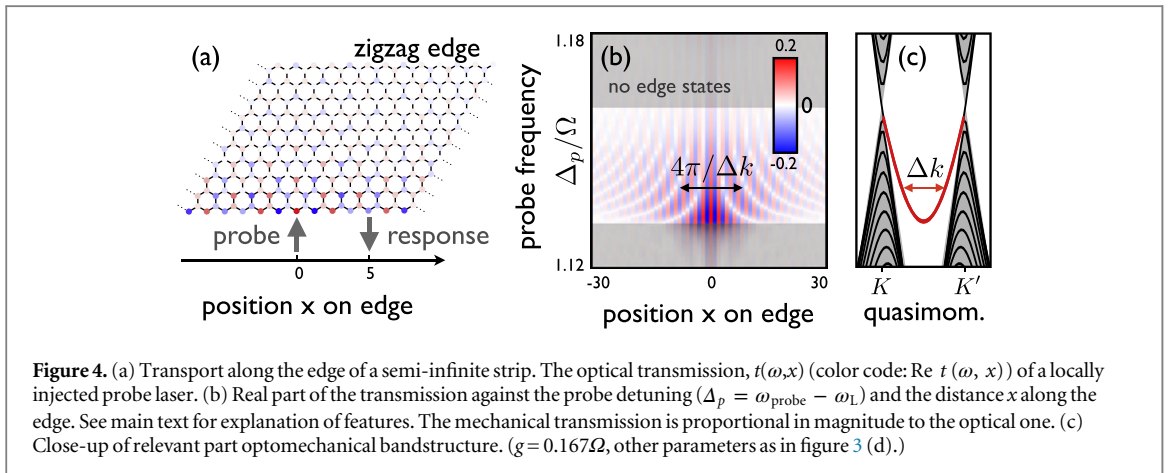 (a)
zigzag edge
probe
response
0
5
position x on edge
(b)
1.18
no edge states
0.2
0
-0.2
4π/Δk
probe frequency
Δp/Ω
1.12
-30
0
30
position x on edge
(c)
Δk
K
K′
quasimom.
Figure 4. (a) Transport along the edge of a semi-infinite strip. The optical transmission, t(ω,x) (color code: Re t (ω, x)) of a locally
injected probe laser. (b) Real part of the transmission against the probe detuning (Δp = ωprobe − ωL) and the distance x along the
edge. See main text for explanation of features. The mechanical transmission is proportional in magnitude to the optical one. (c)
Close-up of relevant part optomechanical bandstructure. (g = 0.167Ω, other parameters as in figure 3 (d).)